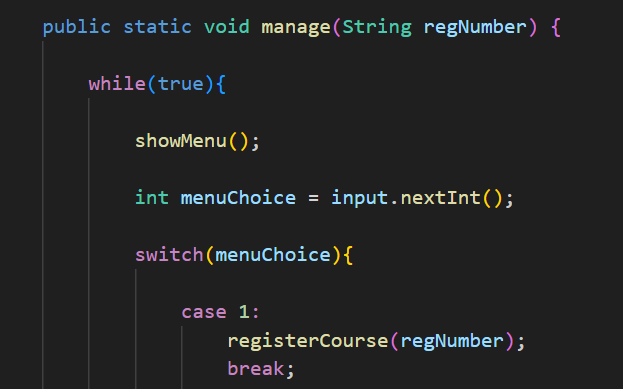 public static void manage(String regNumber) {
while(true){
showMenu();
int menuChoice = input.nextInt();
switch(menuChoice){
case 1:
registerCourse(regNumber);
break;